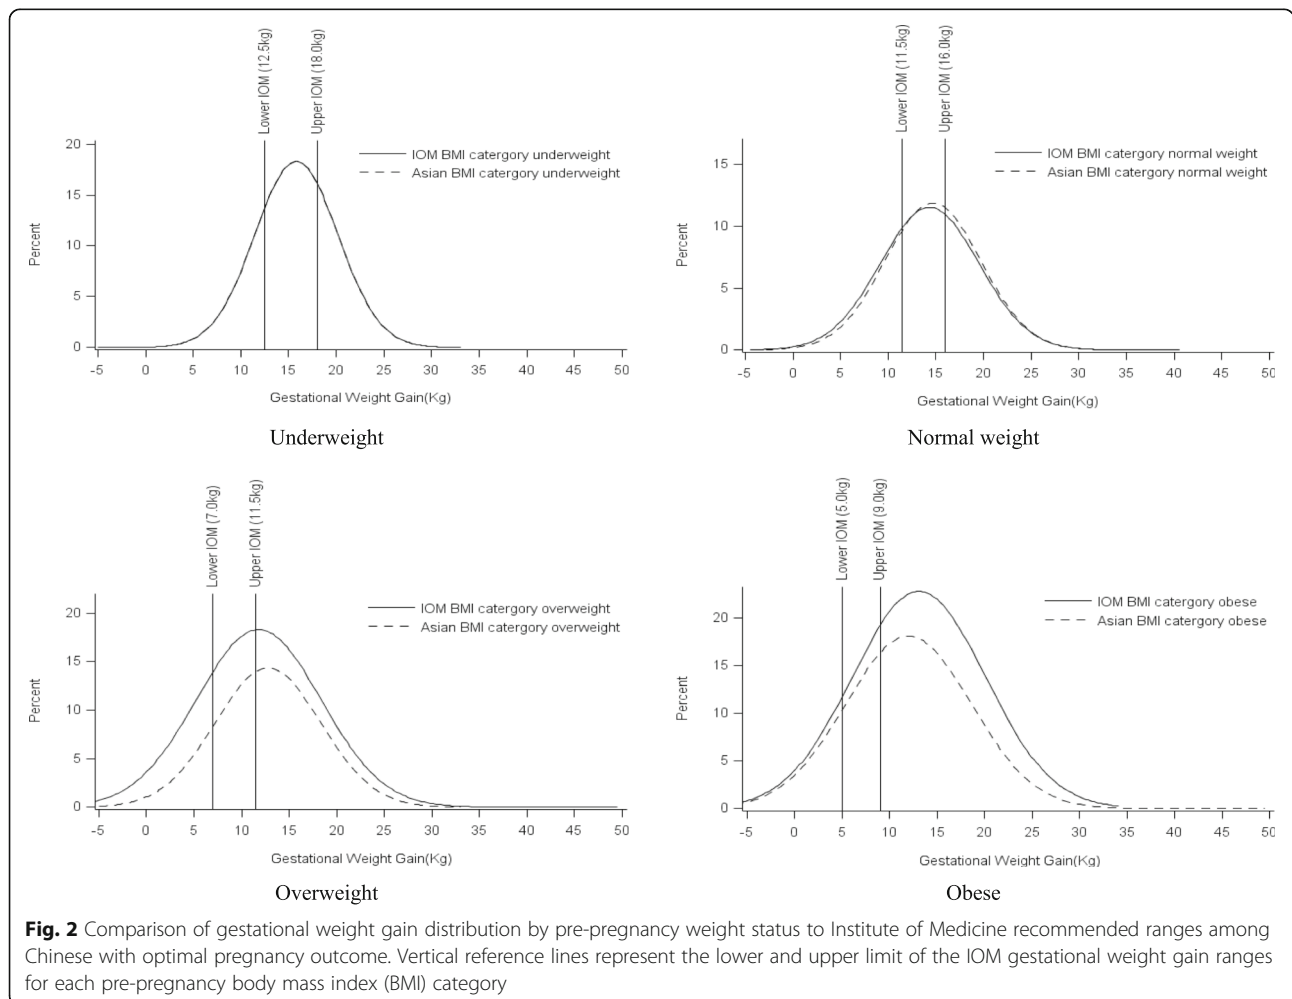 Lower IOM (12.5kg)
Upper IOM (18.0kg)
IOM BMI catergory underweight
Asian BMI catergory underweight
20
15
10
5
0
Percent
-5 0 5 10 15 20 25 30 35 40 45 50
Gestational Weight Gain(Kg)
Underweight
Lower IOM (11.5kg)
Upper IOM (16.0kg)
IOM BMI catergory normal weight
Asian BMI catergory normal weight
15
10
5
0
Percent
-5 0 5 10 15 20 25 30 35 40 45 50
Gestational Weight Gain(Kg)
Normal weight
Lower IOM (7.0kg)
Upper IOM (11.5kg)
IOM BMI catergory overweight
Asian BMI catergory overweight
20
15
10
5
0
Percent
-5 0 5 10 15 20 25 30 35 40 45 50
Gestational Weight Gain(Kg)
Overweight
Lower IOM (5.0kg)
Upper IOM (9.0kg)
IOM BMI catergory obese
Asian BMI catergory obese
20
15
10
5
0
Percent
-5 0 5 10 15 20 25 30 35 40 45 50
Gestational Weight Gain(Kg)
Obese
Fig. 2 Comparison of gestational weight gain distribution by pre-pregnancy weight status to Institute of Medicine recommended ranges among
Chinese with optimal pregnancy outcome. Vertical reference lines represent the lower and upper limit of the IOM gestational weight gain ranges
for each pre-pregnancy body mass index (BMI) category